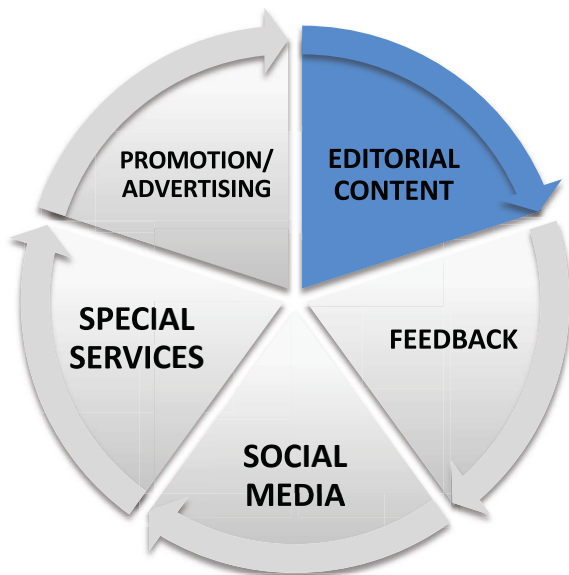 PROMOTION/
ADVERTISING
EDITORIAL
CONTENT
FEEDBACK
SOCIAL
MEDIA
SPECIAL
SERVICES